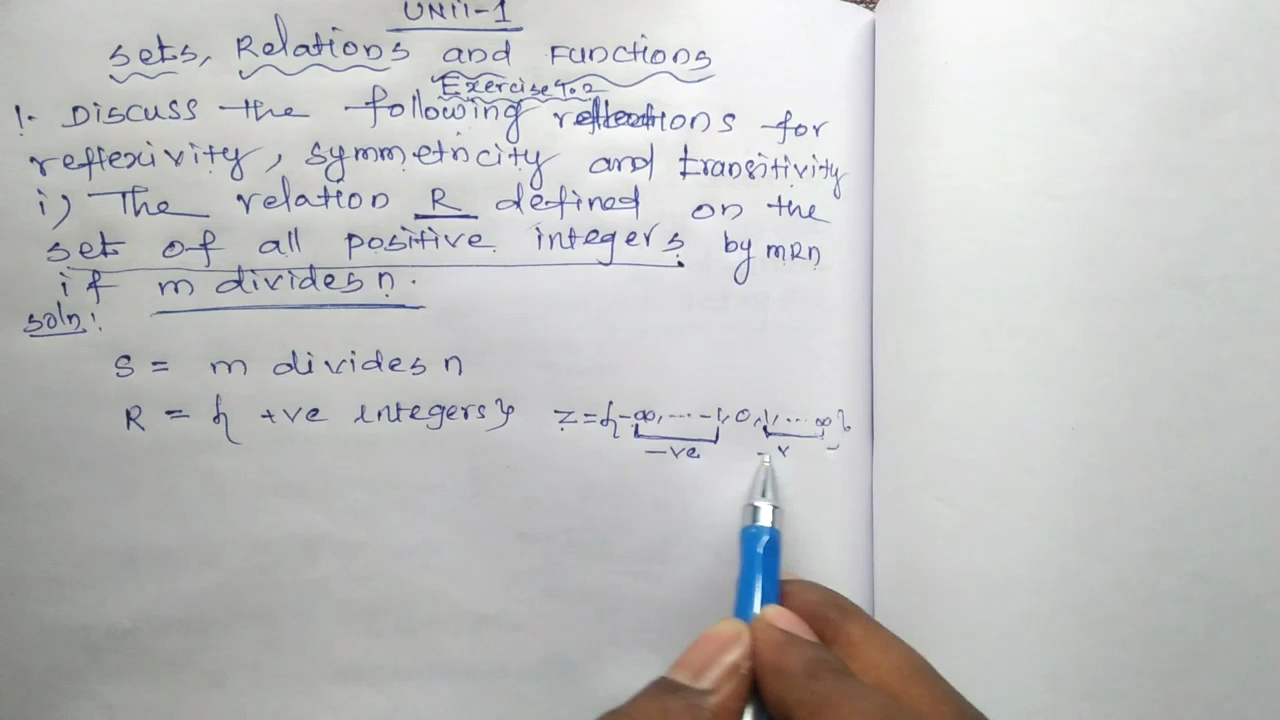 UNIT-1
sets, Relations and Functions
Exercise 1.2
1. Discuss the following relations for
reflexivity, symmetricity and transitivity
i) The relation R defined on the
set of all positive integers by mRn
if m divides n.
soln:
S = m divides n
R = { +ve integers} Z = {-∞, ... -1, 0, 1, ... ∞}
-ve